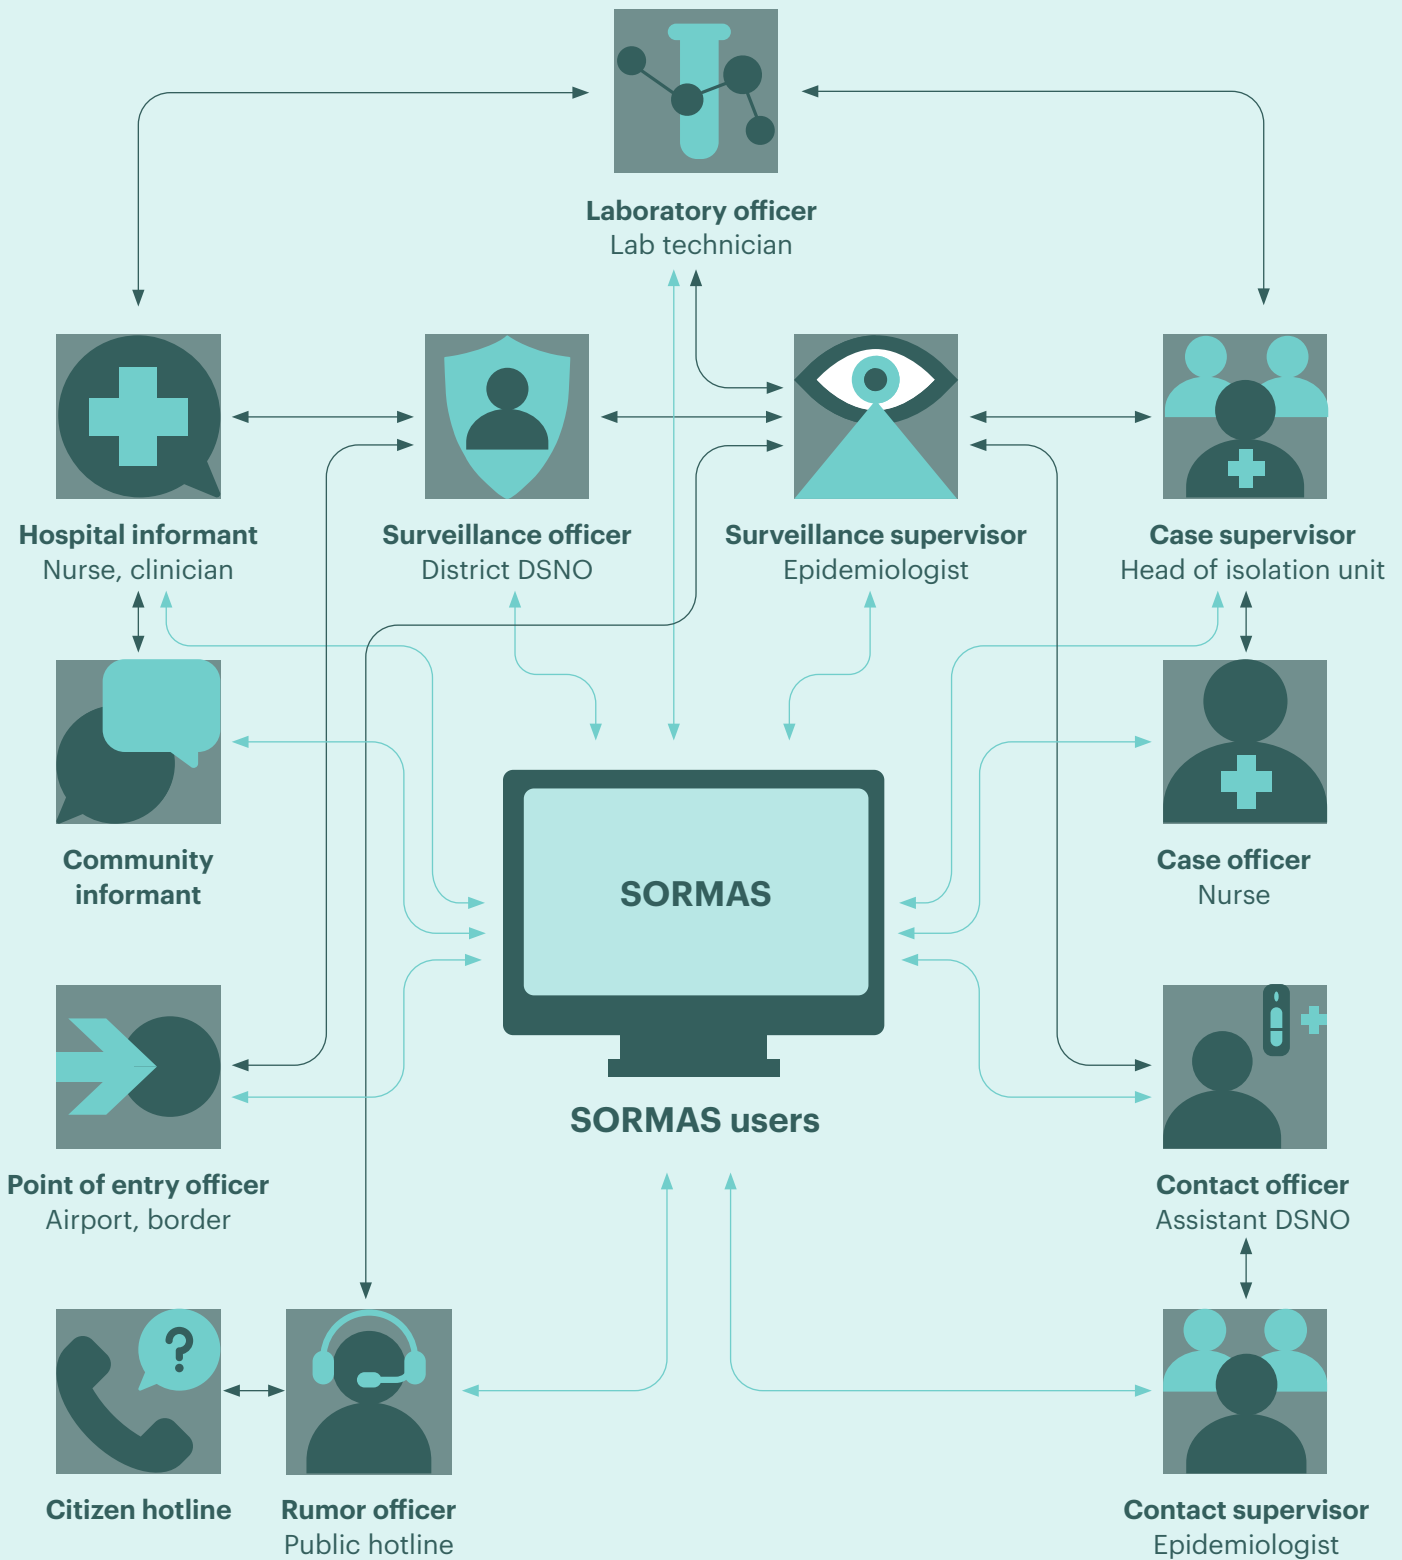 Laboratory officer
Lab technician
Hospital informant
Nurse, clinician
Surveillance officer
District DSNO
Surveillance supervisor
Epidemiologist
Case supervisor
Head of isolation unit
Community
informant
SORMAS
Case officer
Nurse
SORMAS users
Point of entry officer
Airport, border
Contact officer
Assistant DSNO
?
Citizen hotline
Rumor officer
Public hotline
Contact supervisor
Epidemiologist